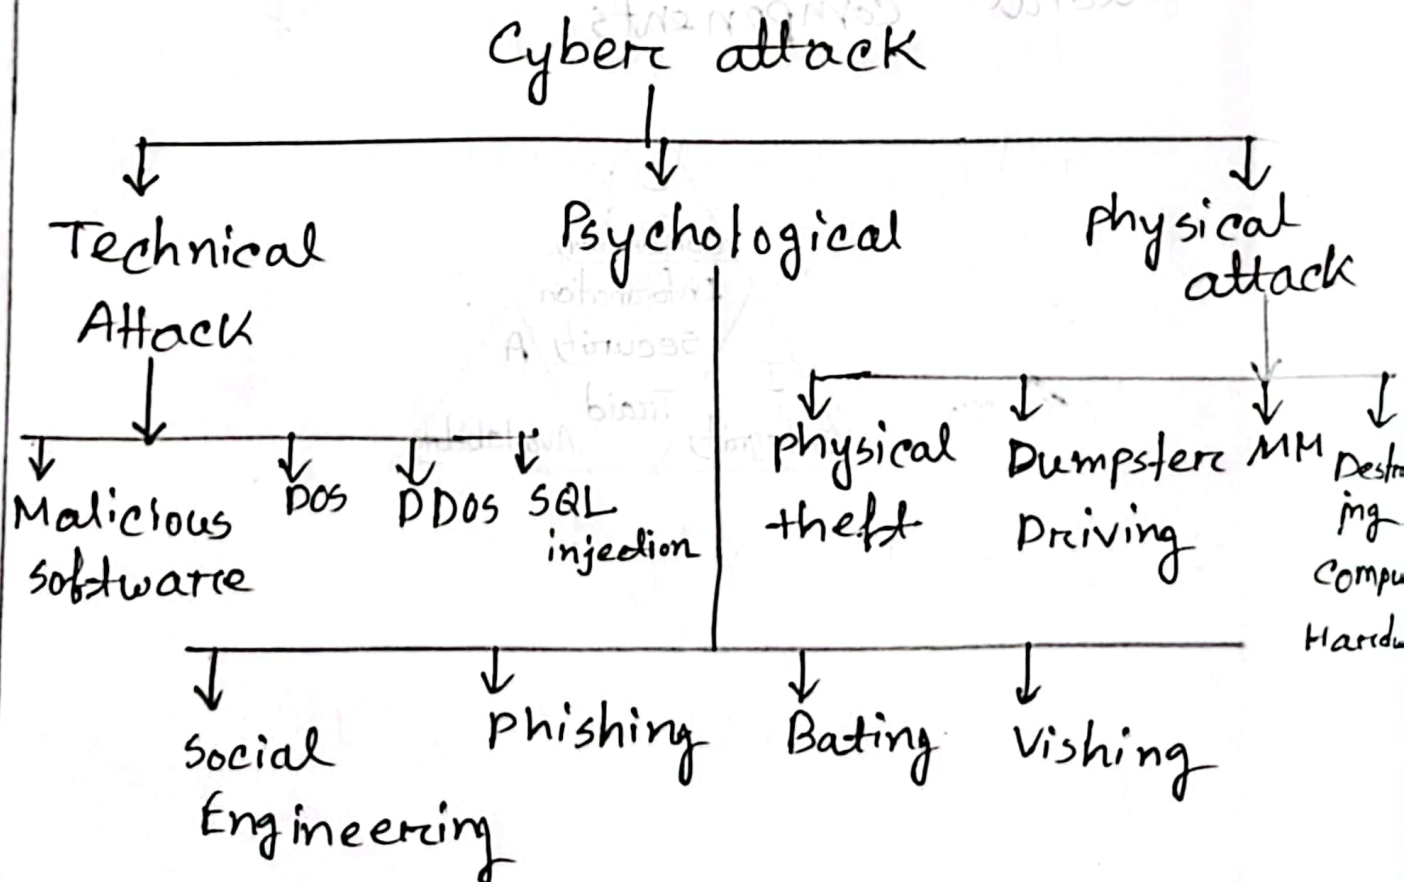 Cyber attack
Technical
Attack
Psychological
physical
attack
Malicious
Software
DOS
DDOS
SQL
injection
physical
theft
Dumpster
Driving
MM
ing
Social
Engineering
Phishing
Bating
Vishing